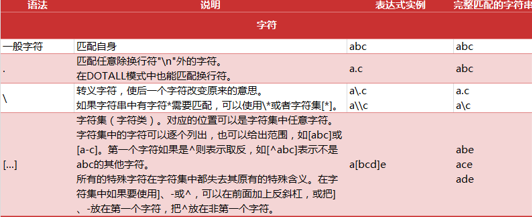 语法 说明 表达式实例 完整匹配的字符串
字符
一般字符 匹配自身 abc abc
. 匹配任意除换行符"\n"外的字符。
在DOTALL模式中也能匹配换行符。 a.c abc
\ 转义字符，使后一个字符改变原来的意思。
如果字符串中有字符*需要匹配，可以使用\*或者字符集[*]。 a\.c a.c
a\\c a\c
[...] 字符集（字符类）。对应的位置可以是字符集中任意字符。
字符集中的字符可以逐个列出，也可以给出范围，如[abc]或
[a-c]。第一个字符如果是^则表示取反，如[^abc]表示不是
abc的其他字符。
所有的特殊字符在字符集中都失去其原有的特殊含义。在字
符集中如果要使用]、-或^，可以在前面加上反斜杠，或把]
、-放在第一个字符，把^放在非第一个字符。 a[bcd]e abe
ace
ade